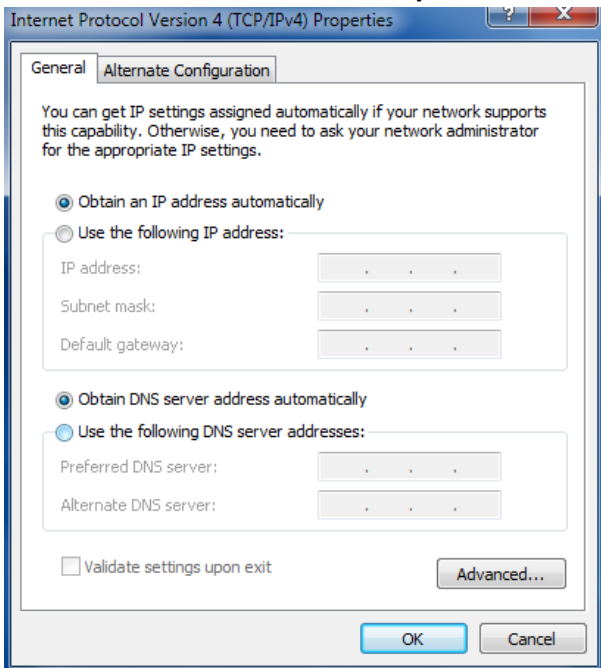 Internet Protocol Version 4 (TCP/IPv4) Properties
General
Alternate Configuration
You can get IP settings assigned automatically if your network supports
this capability. Otherwise, you need to ask your network administrator
for the appropriate IP settings.
Obtain an IP address automatically
Use the following IP address:
IP address:
Subnet mask:
Default gateway:
Obtain DNS server address automatically
Use the following DNS server addresses:
Preferred DNS server:
Alternate DNS server:
Validate settings upon exit
Advanced...
OK
Cancel